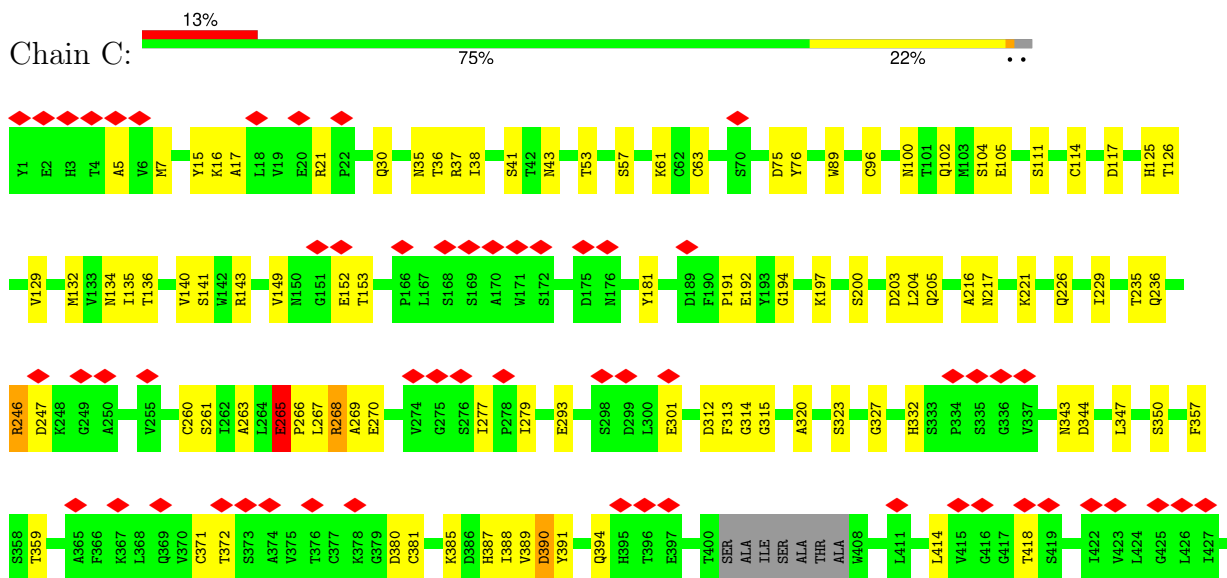 13%
Chain C:
75% 22% • •
Y1 E2 H3 T4 A5 V6 M7 Y15 K16 A17 L18 V19 E20 R21 P22 Q30 N35 T36 R37 I38 S41 T42 N43 T53 S57 K61 C62 C63 S70 D75 Y76 W89 C96 N100 T101 Q102 M103 S104 E105 S111 C114 D117 H125 T126
V129 M132 V133 N134 I135 T136 V140 S141 W142 R143 V149 N150 G151 E152 T153 P166 L167 S168 S169 A170 W171 S172 D175 N176 Y181 D189 F190 P191 E192 Y193 G194 K197 S200 D203 L204 Q205 A216 N217 K221 Q226 I229 T235 Q236
R246 D247 K248 G249 A250 V255 C260 S261 I262 A263 L264 E265 P266 L267 R268 A269 E270 V274 G275 S276 I277 P278 I279 E293 S298 D299 L300 E301 D312 F313 G314 G315 A320 S323 G327 H332 S333 P334 S335 G336 V337 N343 D344 L347 S350 F357
S358 T359 A365 F366 K367 L368 Q369 V370 C371 T372 S373 A374 V375 T376 C377 K378 G379 D380 C381 K385 D386 H387 I388 V389 D390 Y391 Q394 H395 T396 E397 T400 SER ALA ILE SER ALA THR ALA W408 L411 L414 V415 G416 G417 T418 S419 I422 V423 L424 G425 L426 I427